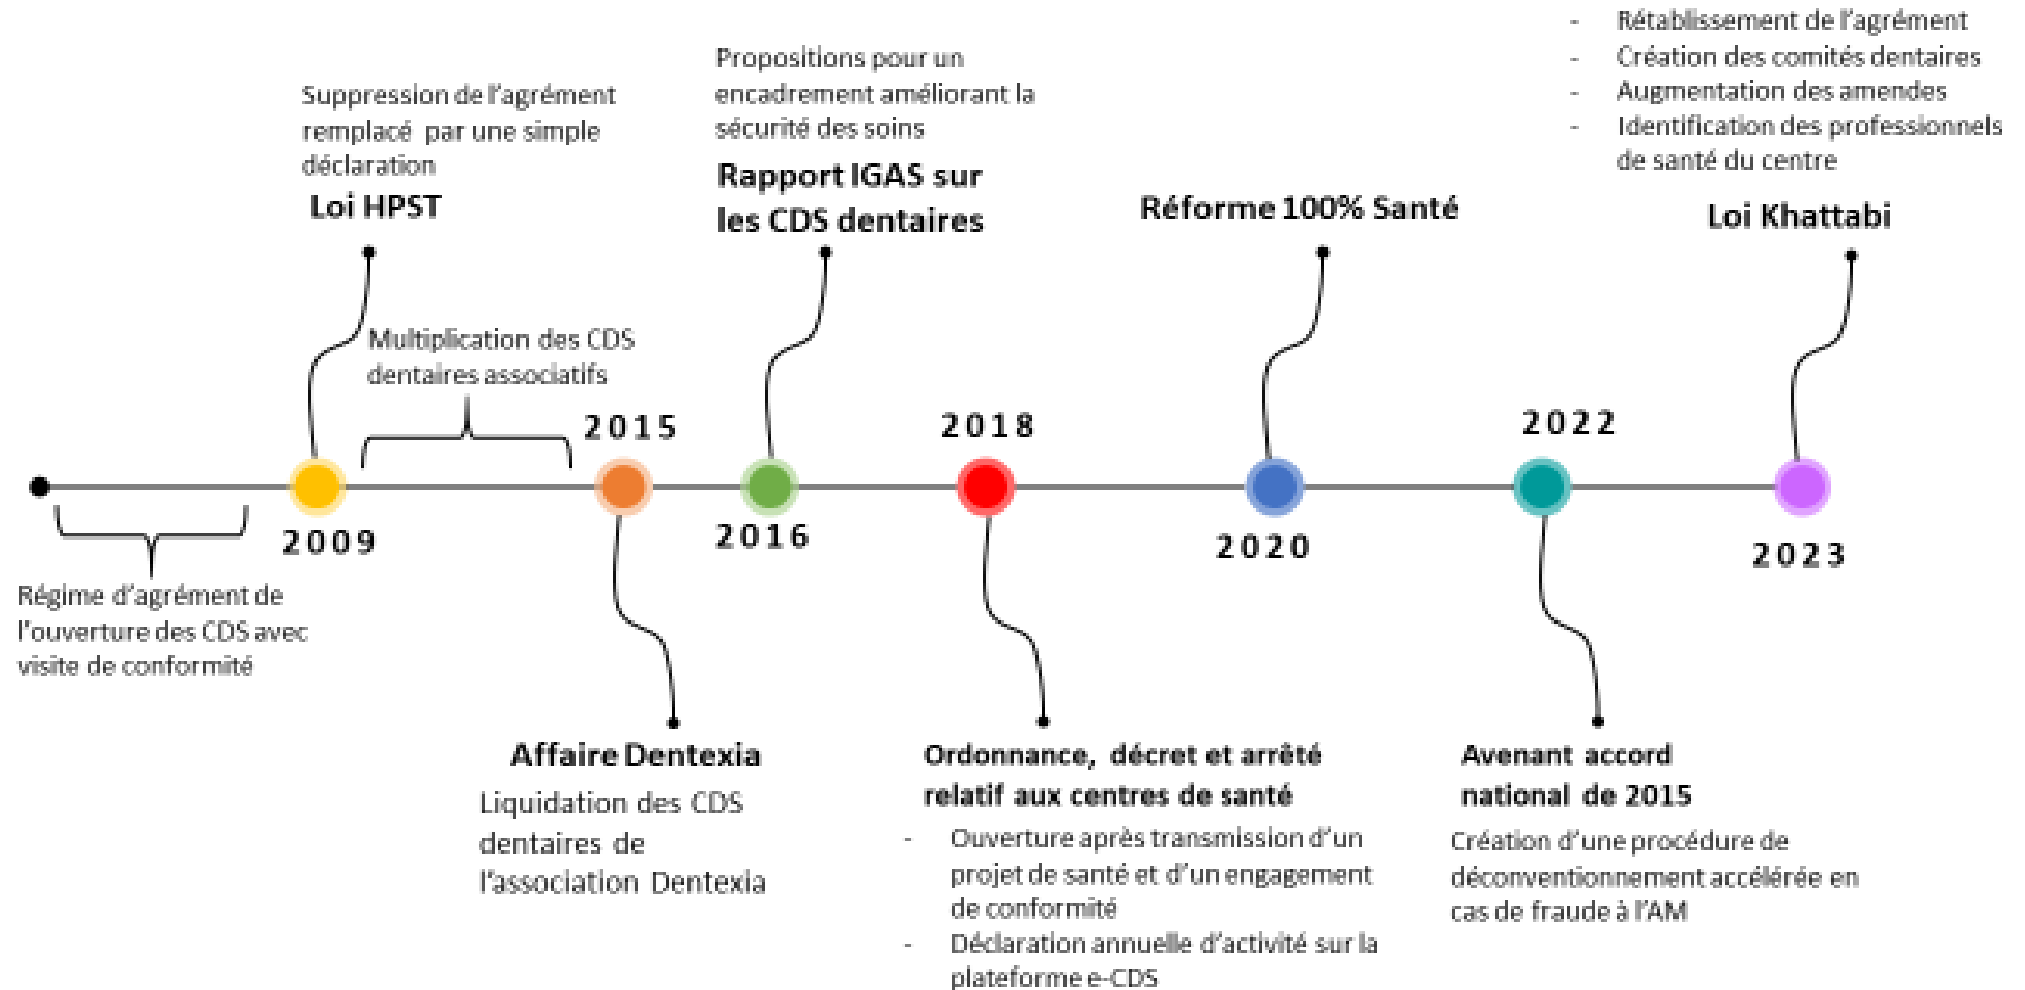 Suppression de l'agrément
remplacé par une simple
déclaration
Loi HPST
Propositions pour un
encadrement améliorant la
sécurité des soins
Rapport IGAS sur
les CDS dentaires
Réforme 100% Santé
- Rétablissement de l'agrément
- Création des comités dentaires
- Augmentation des amendes
- Identification des professionnels
de santé du centre
Loi Khattabi
Multiplication des CDS
dentaires associatifs
2009
2015
2016
2018
2020
2022
2023
Régime d'agrément de
l'ouverture des CDS avec
visite de conformité
Affaire Dentexia
Liquidation des CDS
dentaires de
l'association Dentexia
Ordonnance, décret et arrêté
relatif aux centres de santé
- Ouverture après transmission d'un
projet de santé et d'un engagement
de conformité
- Déclaration annuelle d'activité sur la
plateforme e-CDS
Avenant accord
national de 2015
Création d'une procédure de
déconventionnement accélérée en
cas de fraude à l'AM